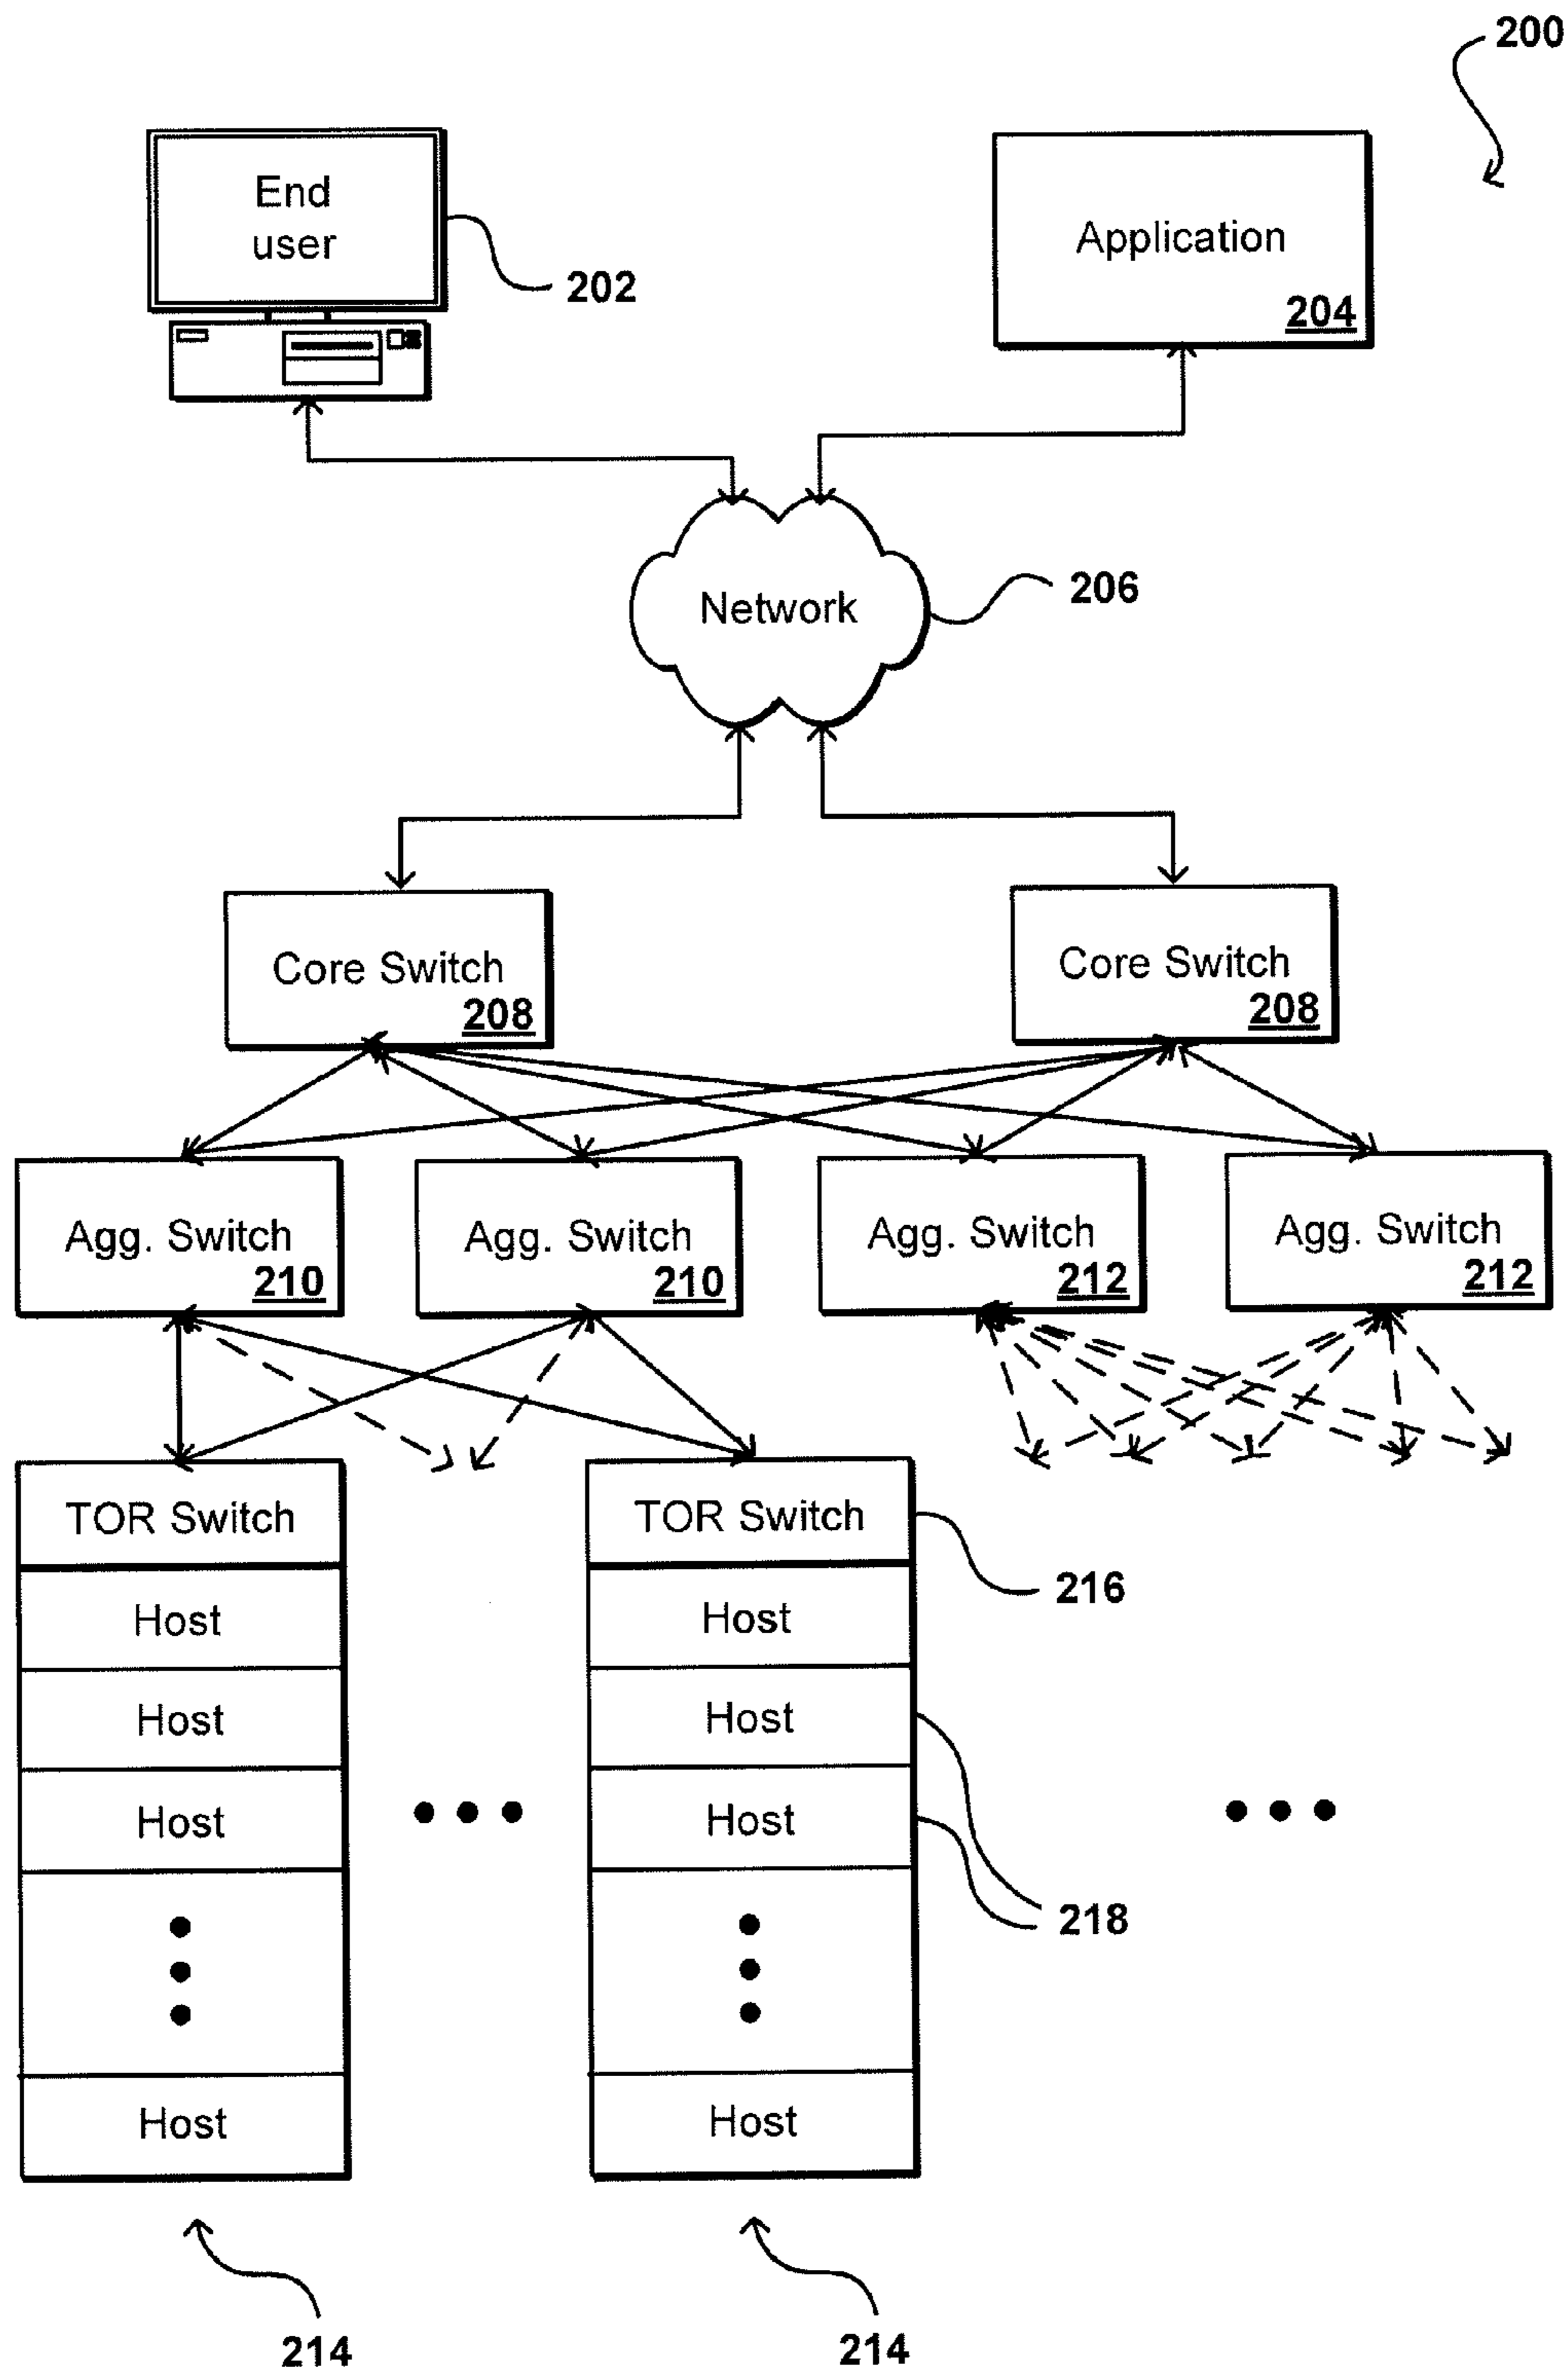 200
End
user
202
Application
204
Network
206
Core Switch
208
Core Switch
208
Agg. Switch
210
Agg. Switch
210
Agg. Switch
212
Agg. Switch
212
TOR Switch
TOR Switch
216
Host
Host
Host
Host
Host
Host
218
Host
Host
214
214